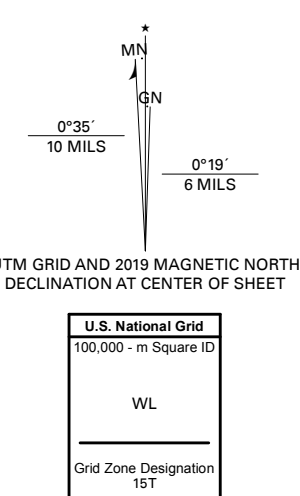 ★
MN
GN
0°35´
10 MILS
0°19´
6 MILS
UTM GRID AND 2019 MAGNETIC NORTH
DECLINATION AT CENTER OF SHEET
U.S. National Grid
100,000 - m Square ID
WL
Grid Zone Designation
15T